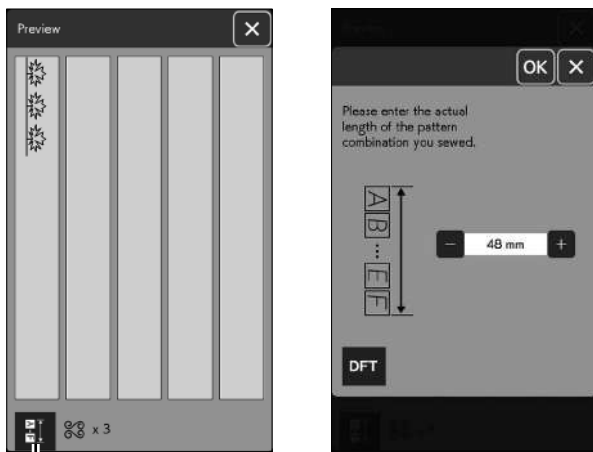 Preview
× 3
OK
Please enter the actual
length of the pattern
combination you sewed.
A
B
E
F
48 mm
DFT